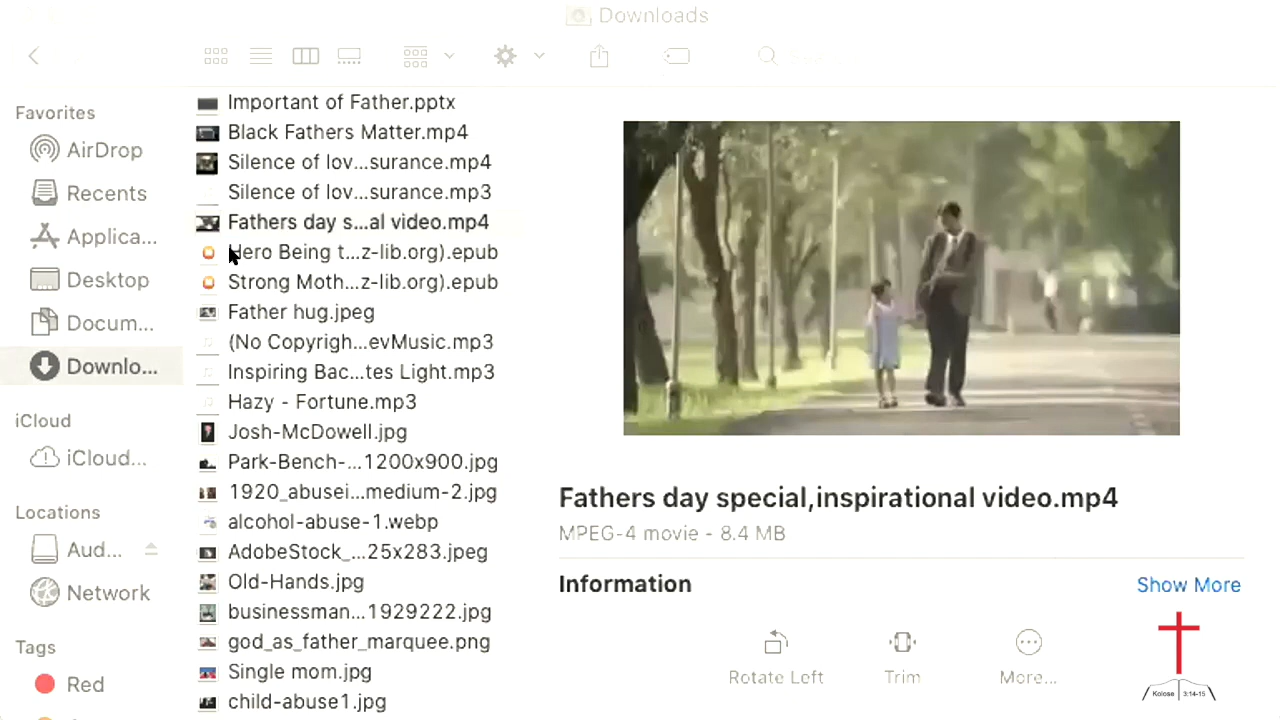 Downloads
Favorites
AirDrop
Recents
Applica...
Desktop
Docum...
Downlo...
iCloud
iCloud...
Locations
Aud...
Network
Tags
Red
Important of Father.pptx
Black Fathers Matter.mp4
Silence of lov...surance.mp4
Silence of lov...surance.mp3
Fathers day s...al video.mp4
Hero Being t...z-lib.org).epub
Strong Moth...z-lib.org).epub
Father hug.jpeg
(No Copyrigh...evMusic.mp3
Inspiring Bac...tes Light.mp3
Hazy - Fortune.mp3
Josh-McDowell.jpg
Park-Bench-...1200x900.jpg
1920_abusei...medium-2.jpg
alcohol-abuse-1.webp
AdobeStock_...25x283.jpeg
Old-Hands.jpg
businessman...1929222.jpg
god_as_father_marquee.png
Single mom.jpg
child-abuse1.jpg
Fathers day special,inspirational video.mp4
MPEG-4 movie - 8.4 MB
Information
Show More
Rotate Left
Trim
More...
Kolose 3:14-15